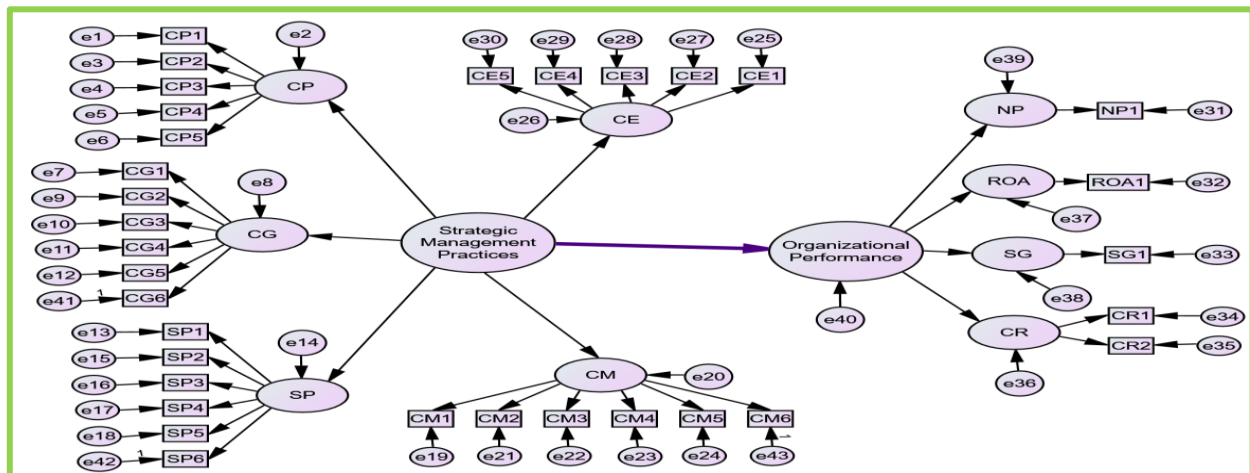 e1
CP1
e2
e3
CP2
e4
CP3
CP
e5
CP4
e6
CP5
e30
e29
e28
e27
e25
CE5
CE4
CE3
CE2
CE1
e26
CE
e39
NP
NP1
e31
e7
CG1
e8
e9
CG2
e10
CG3
CG
e11
CG4
e12
CG5
e41
1
CG6
Strategic
Management
Practices
Organizational
Performance
e40
ROA
ROA1
e32
e37
SG
SG1
e33
e38
CR
CR1
e34
CR2
e35
e36
e13
SP1
e14
e15
SP2
e16
SP3
SP
e17
SP4
e18
SP5
e42
1
SP6
CM
e20
CM1
CM2
CM3
CM4
CM5
CM6
1
e19
e21
e22
e23
e24
e43